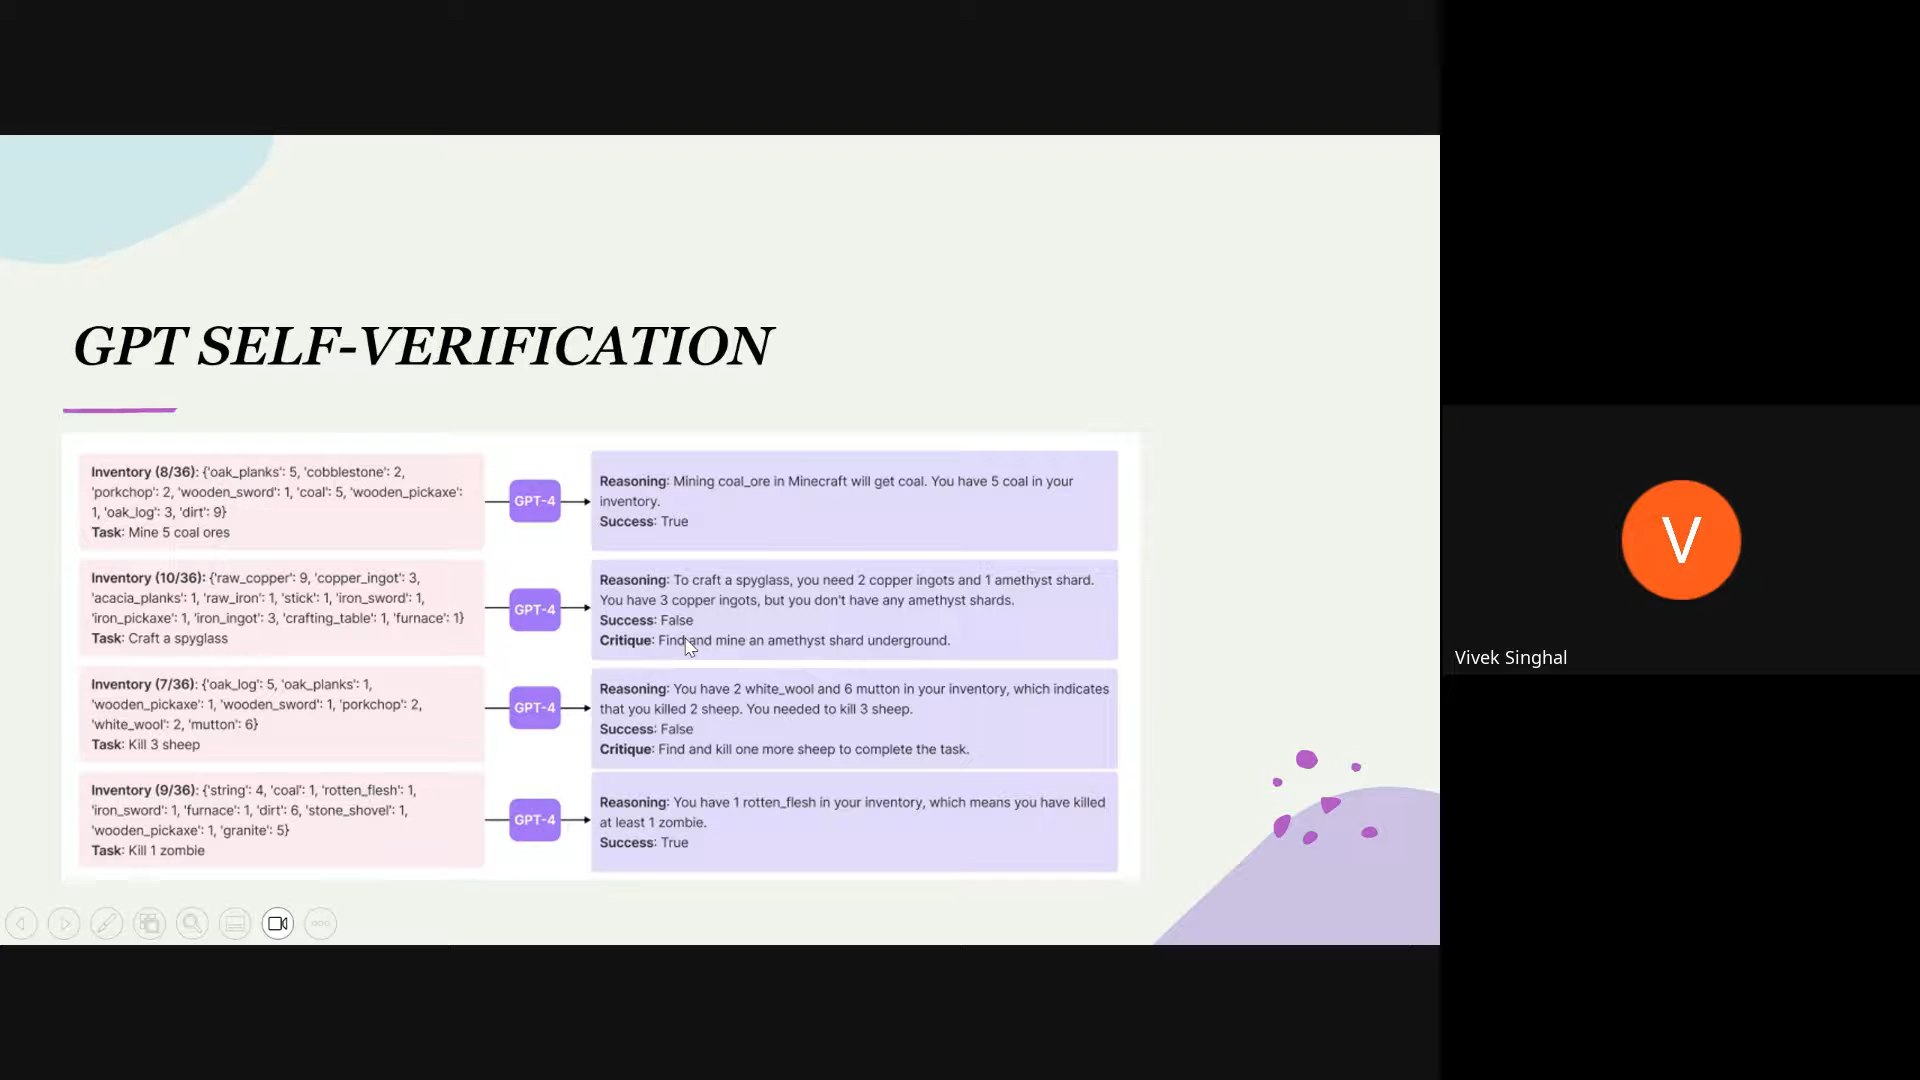 GPT SELF-VERIFICATION
Inventory (8/36): {'oak_planks': 5, 'cobblestone': 2,
'porkchop': 2, 'wooden_sword': 1, 'coal': 5, 'wooden_pickaxe':
1, 'oak_log': 3, 'dirt': 9}
Task: Mine 5 coal ores
GPT-4
Reasoning: Mining coal_ore in Minecraft will get coal. You have 5 coal in your
inventory.
Success: True
Inventory (10/36): {'raw_copper': 9, 'copper_ingot': 3,
'acacia_planks': 1, 'raw_iron': 1, 'stick': 1, 'iron_sword': 1,
'iron_pickaxe': 1, 'iron_ingot': 3, 'crafting_table': 1, 'furnace': 1}
Task: Craft a spyglass
GPT-4
Reasoning: To craft a spyglass, you need 2 copper ingots and 1 amethyst shard.
You have 3 copper ingots, but you don't have any amethyst shards.
Success: False
Critique: Find and mine an amethyst shard underground.
Inventory (7/36): {'oak_log': 5, 'oak_planks': 1,
'wooden_pickaxe': 1, 'wooden_sword': 1, 'porkchop': 2,
'white_wool': 2, 'mutton': 6}
Task: Kill 3 sheep
GPT-4
Reasoning: You have 2 white_wool and 6 mutton in your inventory, which indicates
that you killed 2 sheep. You needed to kill 3 sheep.
Success: False
Critique: Find and kill one more sheep to complete the task.
Inventory (9/36): {'string': 4, 'coal': 1, 'rotten_flesh': 1,
'iron_sword': 1, 'furnace': 1, 'dirt': 6, 'stone_shovel': 1,
'wooden_pickaxe': 1, 'granite': 5}
Task: Kill 1 zombie
GPT-4
Reasoning: You have 1 rotten_flesh in your inventory, which means you have killed
at least 1 zombie.
Success: True
V
Vivek Singhal